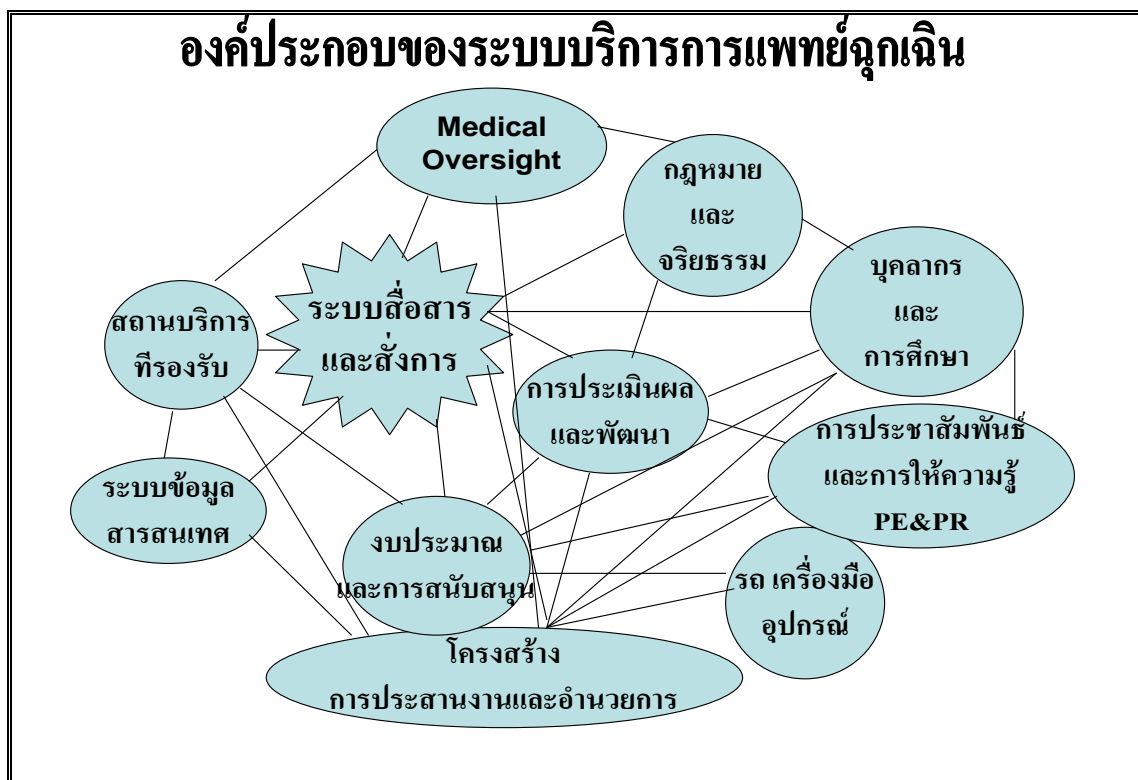 องค์ประกอบของระบบบริการการแพทย์ฉุกเฉิน
Medical
Oversight
กฎหมาย
และ
จริยธรรม
บุคลากร
และ
การศึกษา
ระบบสื่อสาร
และสั่งการ
สถานบริการ
ทีรองรับ
การประเมินผล
และพัฒนา
การประชาสัมพันธ์
และการให้ความรู้
PE&PR
ระบบข้อมูล
สารสนเทศ
งบประมาณ
และการสนับสนุน
รถ เครื่องมือ
อุปกรณ์
โครงสร้าง
การประสานงานและอำนวยการ